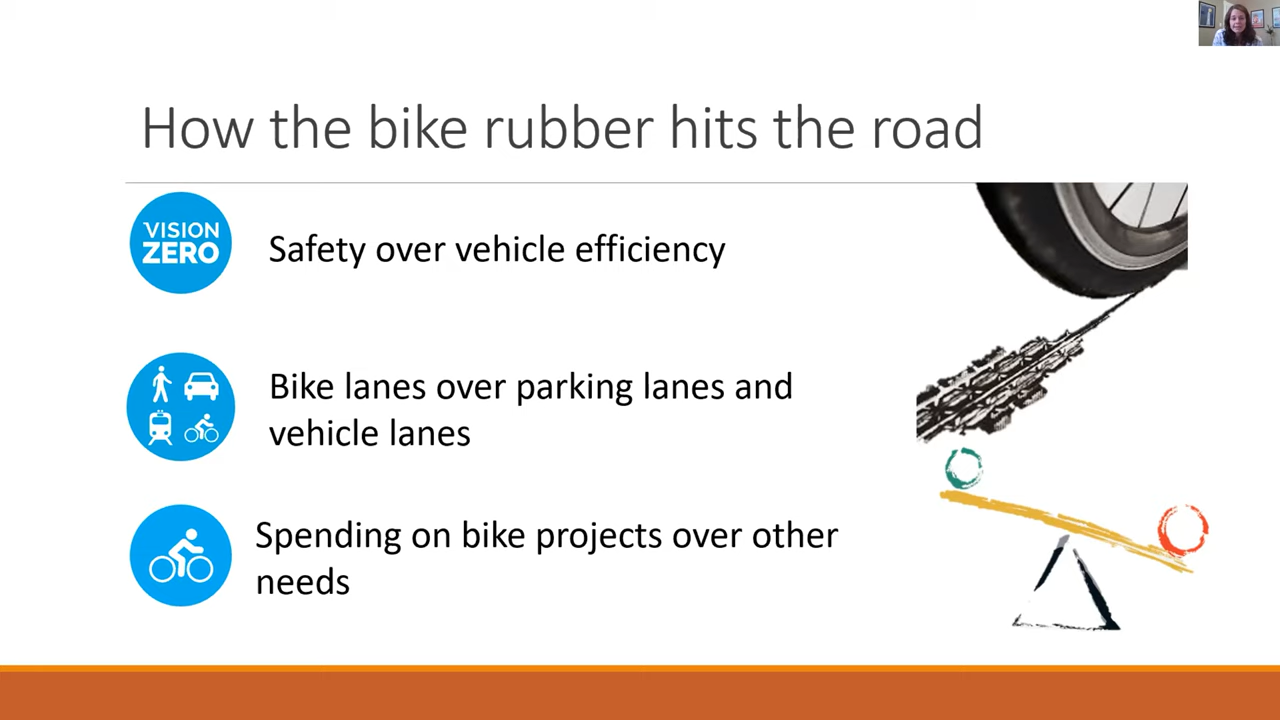 How the bike rubber hits the road
VISION
ZERO
Safety over vehicle efficiency
Bike lanes over parking lanes and
vehicle lanes
Spending on bike projects over other
needs